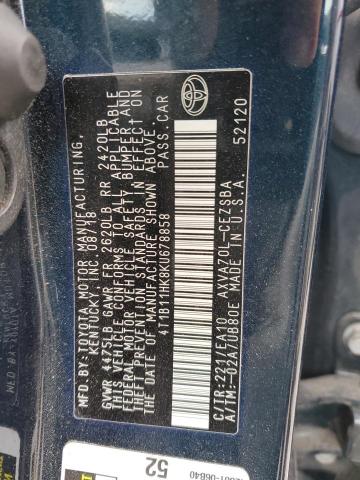 MFD.BY:TOYOTA MOTOR MANUFACTURING,
KENTUCKY, INC. 08/18
GVWR 4475LB GAWR FR 2620LB RR 2420LB
THIS VEHICLE CONFORMS TO ALL APPLICABLE
FEDERAL MOTOR VEHICLE SAFETY, BUMPER AND
THEFT PREVENTION STANDARDS IN EFFECT ON
THE DATE OF MANUFACTURE SHOWN ABOVE.
4T1B11HK8KU678858 PASS.CAR
C/TR:221/EA10 AXVA70L-CEZSBA
A/TM:-02A/UB80E MADE IN U.S.A. 52120
52